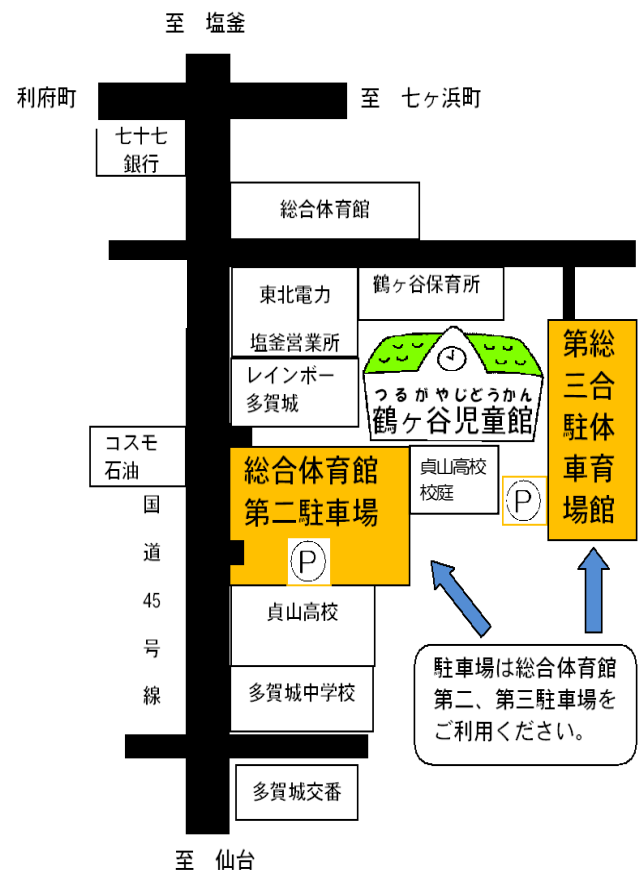 至 塩釜
利府町
至 七ヶ浜町
七十七
銀行
総合体育館
東北電力
塩釜営業所
鶴ヶ谷保育所
レインボー
多賀城
つるがやじどうかん
鶴ヶ谷児童館
総合体育館
第三駐車場
コスモ
石油
総合体育館
第二駐車場
P
貞山高校
校庭
P
国道45号線
貞山高校
多賀城中学校
駐車場は総合体育館
第二、第三駐車場を
ご利用ください。
多賀城交番
至 仙台